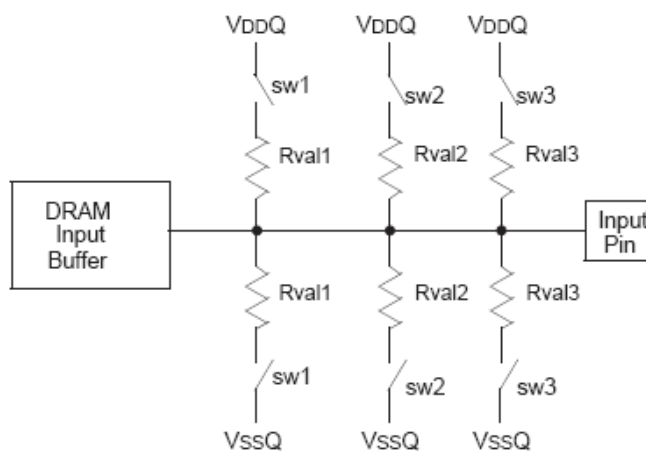 VDDQ VDDQ VDDQ
sw1 sw2 sw3
Rval1 Rval2 Rval3
DRAM
Input
Buffer
Input
Pin
Rval1 Rval2 Rval3
sw1 sw2 sw3
VSSQ VSSQ VSSQ